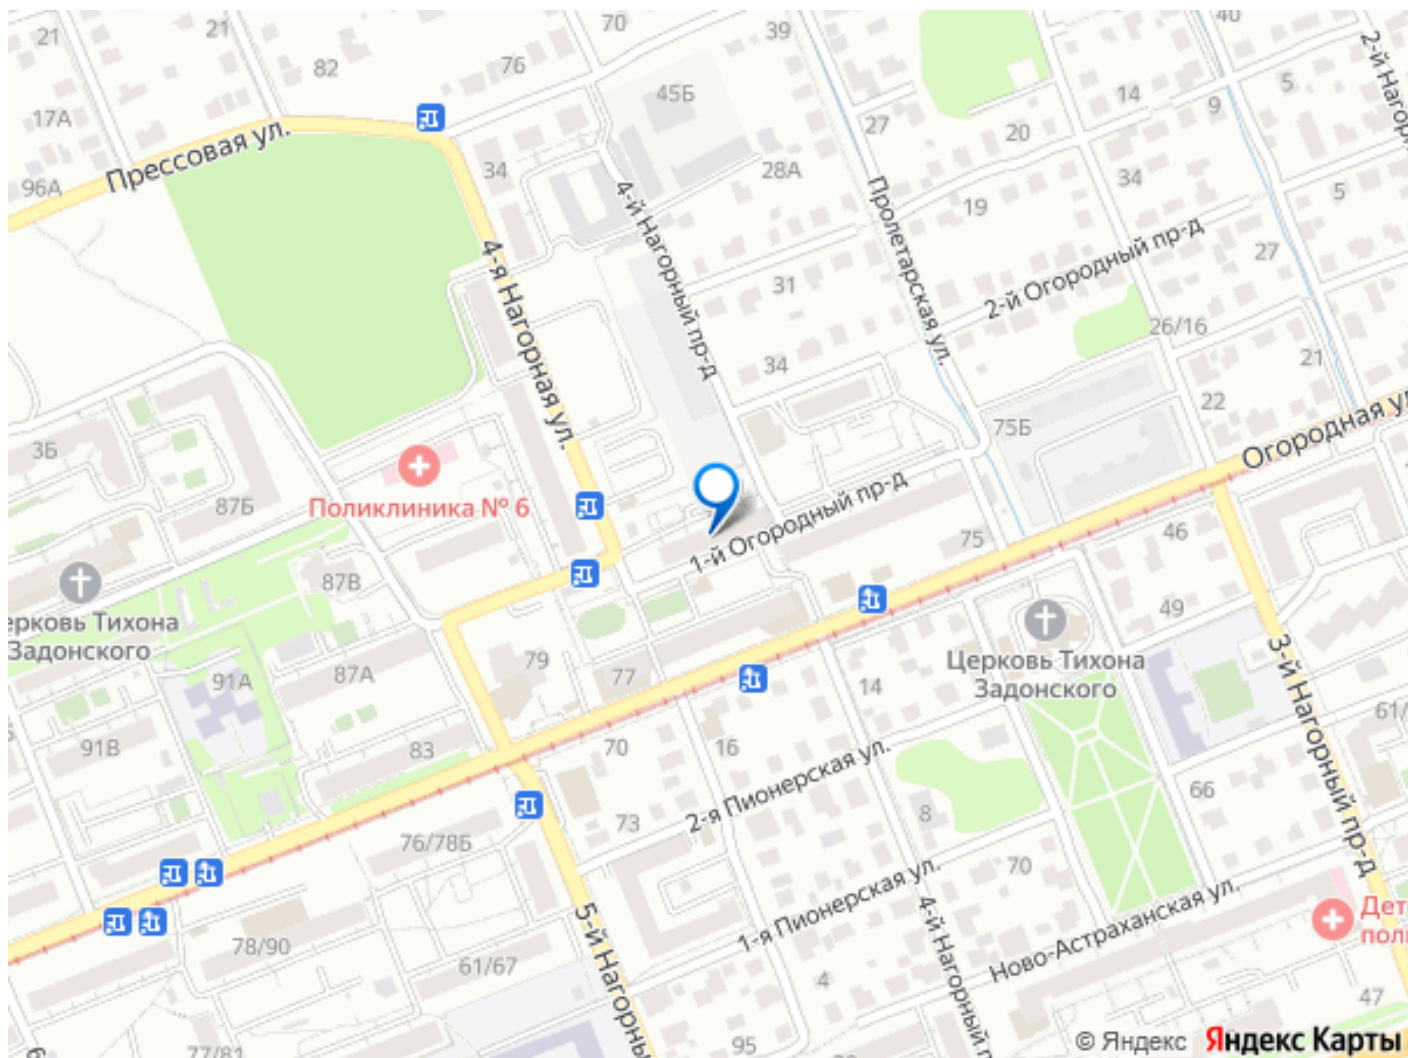 21
21
82
70
76
39
45Б
40
2-й Нагорн
17А
Прессовая ул.
96А
34
27
28А
20
14
9
5
34
5
19
27
4-й Нагорный пр-д
Пролетарская ул.
2-й Огородный пр-д
4-я Нагорная ул.
31
34
26/16
21
22
75Б
Огородная ул
3Б
87Б
Поликлиника № 6
1-й Огородный пр-д
75
46
87В
49
ерковь Тихона
Задонского
91А
87А
79
77
14
Церковь Тихона
Задонского
3-й Нагорный пр-д
61/
91В
83
70
16
2-я Пионерская ул.
66
73
8
76/78Б
70
1-я Пионерская ул.
4-й Нагорный п
Ново-Астраханская ул.
Дет
поли
5-й Нагорны
78/90
61/67
4
47
77/81
95
6
© Яндекс Яндекс Карты